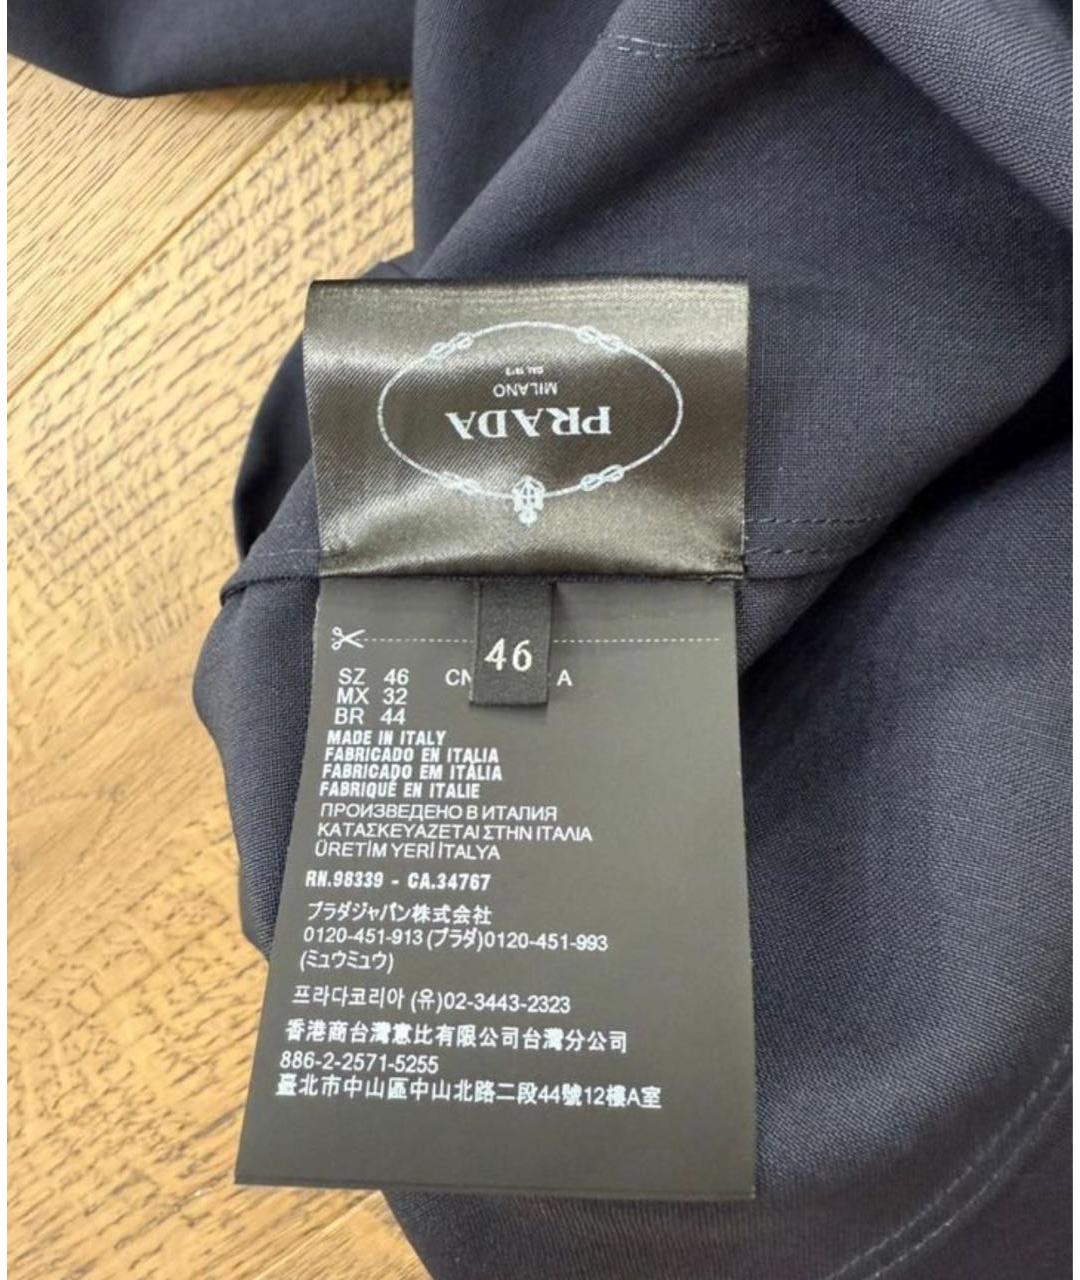 PRADA
MILANO
DAL 1913
46
SZ 46 CN A
MX 32
BR 44
MADE IN ITALY
FABRICADO EN ITALIA
FABRICADO EM ITÁLIA
FABRIQUÉ EN ITALIE
ПРОИЗВЕДЕНО В ИТАЛИЯ
ΚΑΤΑΣΚΕΥΑΖΕΤΑΙ ΣΤΗΝ ΙΤΑΛΙΑ
ÜRETİM YERİ İTALYA
RN.98339 - CA.34767
プラダジャパン株式会社
0120-451-913 (プラダ)0120-451-993
(ミュウミュウ)
프라다코리아 (유)02-3443-2323
香港商台灣意比有限公司台灣分公司
886-2-2571-5255
臺北市中山區中山北路二段44號12樓A室